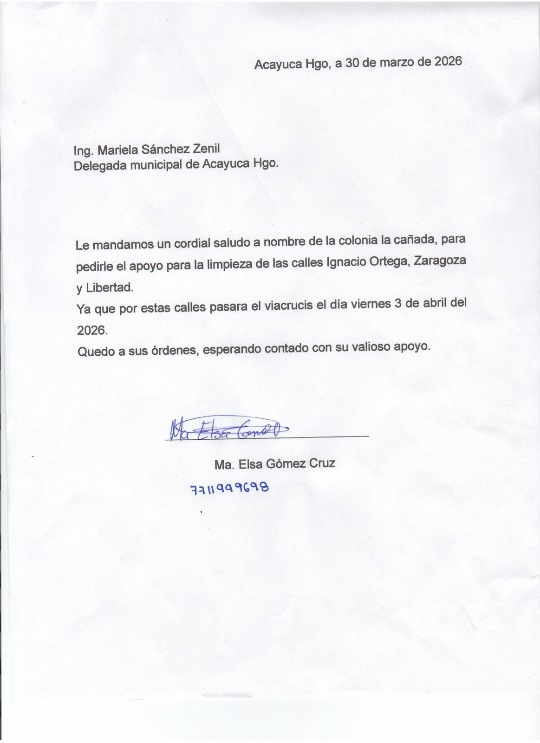 Acayuca Hgo, a 30 de marzo de 2026
Ing. Mariela Sánchez Zenil
Delegada municipal de Acayuca Hgo.
Le mandamos un cordial saludo a nombre de la colonia la cañada, para
pedirle el apoyo para la limpieza de las calles Ignacio Ortega, Zaragoza
y Libertad.
Ya que por estas calles pasara el viacrucis el día viernes 3 de abril del
2026.
Quedo a sus órdenes, esperando contado con su valioso apoyo.
Ma Elsa Gomez
Ma. Elsa Gómez Cruz
7711999698